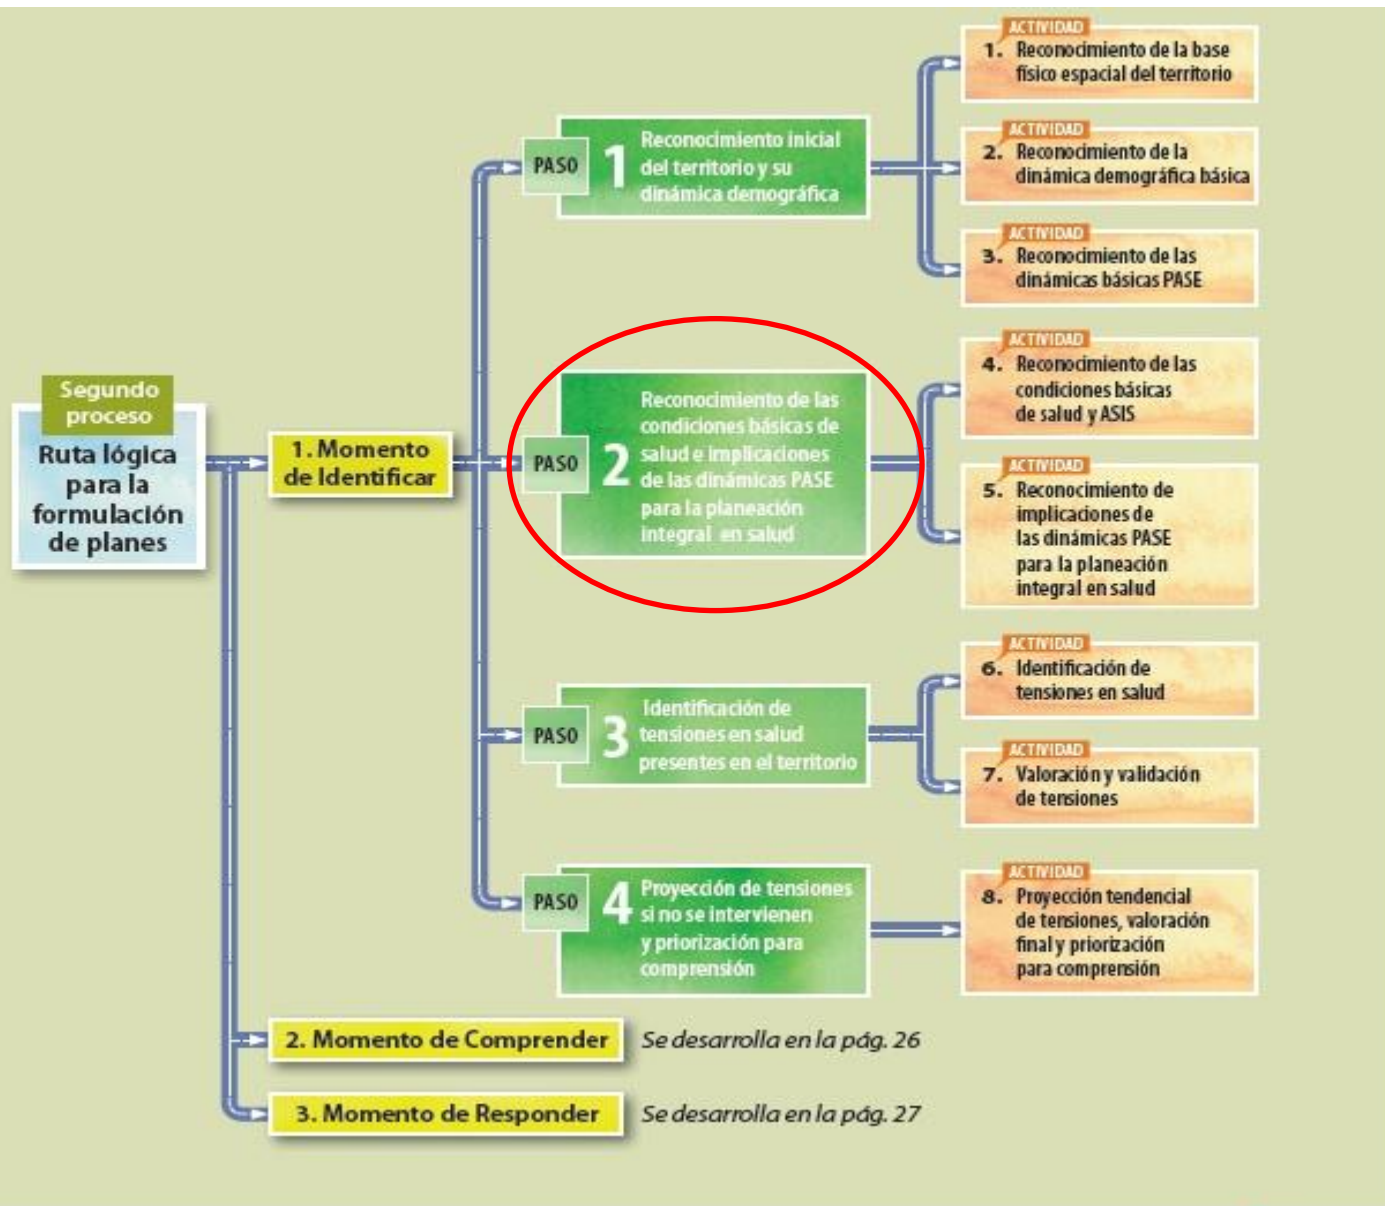 Segundo
proceso
Ruta lógica
para la
formulación
de planes
1. Momento
de Identificar
PASO
1
Reconocimiento inicial
del territorio y su
dinámica demográfica
ACTIVIDAD
1. Reconocimiento de la base
físico espacial del territorio
ACTIVIDAD
2. Reconocimiento de la
dinámica demográfica básica
ACTIVIDAD
3. Reconocimiento de las
dinámicas básicas PASE
PASO
2
Reconocimiento de las
condiciones básicas de
salud e implicaciones
de las dinámicas PASE
para la planeación
integral en salud
ACTIVIDAD
4. Reconocimiento de las
condiciones básicas
de salud y ASIS
ACTIVIDAD
5. Reconocimiento de
implicaciones de
las dinámicas PASE
para la planeación
integral en salud
PASO
3
Identificación de
tensiones en salud
presentes en el territorio
ACTIVIDAD
6. Identificación de
tensiones en salud
ACTIVIDAD
7. Valoración y validación
de tensiones
PASO
4
Proyección de tensiones
si no se intervienen
y priorización para
comprensión
ACTIVIDAD
8. Proyección tendencial
de tensiones, valoración
final y priorización
para comprensión
2. Momento de Comprender
Se desarrolla en la pág. 26
3. Momento de Responder
Se desarrolla en la pág. 27